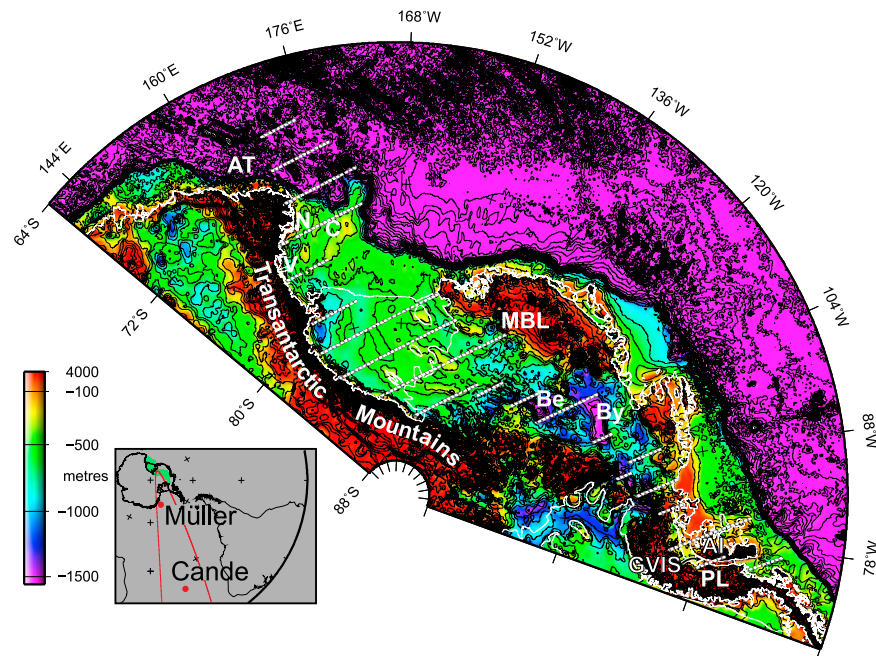 168°W
176°E
152°W
160°E
136°W
144°E
AT
120°W
64°S
N
C
V
104°W
72°S
Transantarctic
Mountains
MBL
80°S
Be
By
88°W
88°S
4000
−100
−500
metres
−1000
−1500
Müller
Cande
AI
GVIS
PL
78°W